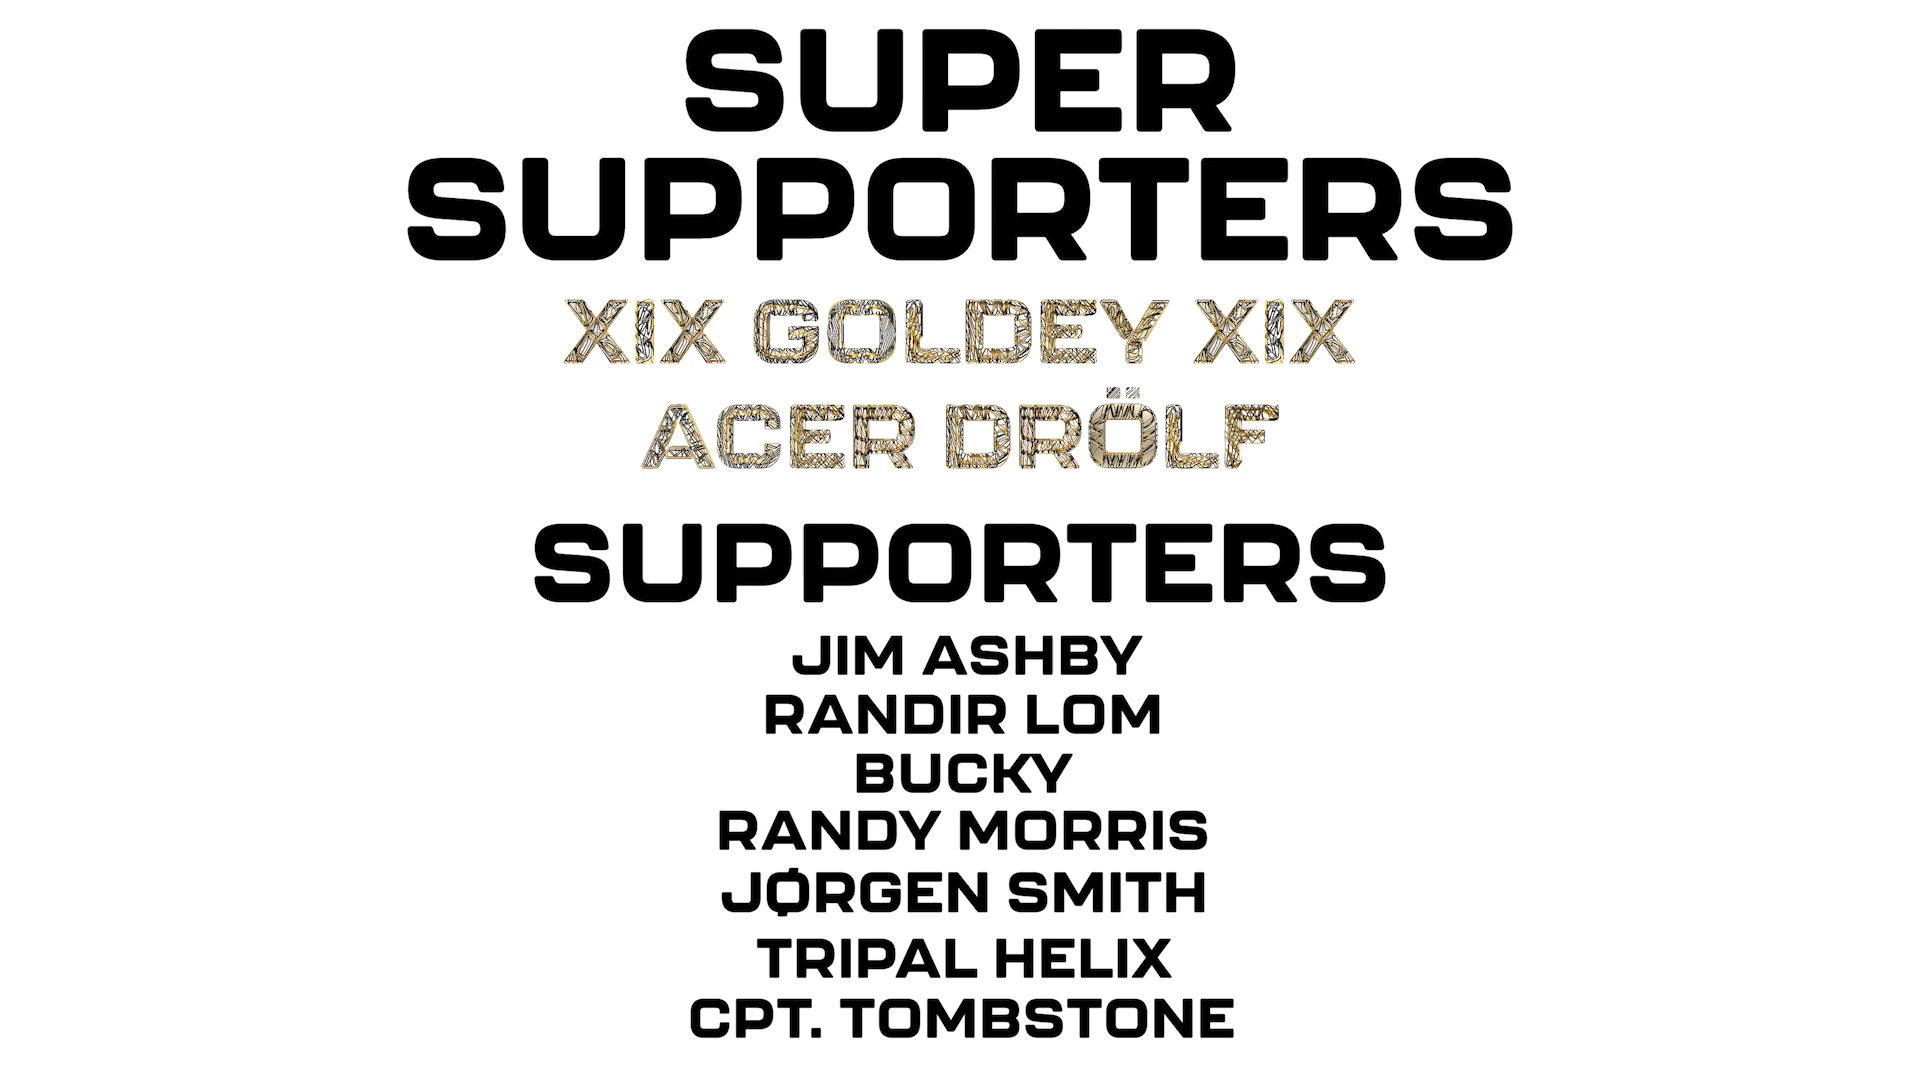 SUPER
SUPPORTERS
XIX GOLDEY XIX
ACER DRÖLF
SUPPORTERS
JIM ASHBY
RANDIR LOM
BUCKY
RANDY MORRIS
JØRGEN SMITH
TRIPAL HELIX
CPT. TOMBSTONE